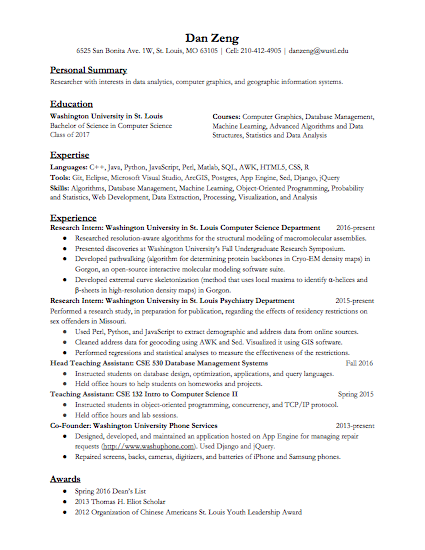 Dan Zeng
6525 San Bonita Ave. 1W, St. Louis, MO 63105 | Cell: 210-412-4905 | danzeng@wustl.edu
Personal Summary
Researcher with interests in data analytics, computer graphics, and geographic information systems.
Education
Washington University in St. Louis
Bachelor of Science in Computer Science
Class of 2017
Courses: Computer Graphics, Database Management,
Machine Learning, Advanced Algorithms and Data
Structures, Statistics and Data Analysis
Expertise
Languages: C++, Java, Python, JavaScript, Perl, Matlab, SQL, AWK, HTML5, CSS, R
Tools: Git, Eclipse, Microsoft Visual Studio, ArcGIS, Postgres, App Engine, Sed, Django, jQuery
Skills: Algorithms, Database Management, Machine Learning, Object-Oriented Programming, Probability
and Statistics, Web Development, Data Extraction, Processing, Visualization, and Analysis
Experience
Research Intern: Washington University in St. Louis Computer Science Department 2016-present
● Researched resolution-aware algorithms for the structural modeling of macromolecular assemblies.
● Presented discoveries at Washington University's Fall Undergraduate Research Symposium.
● Developed pathwalking (algorithm for determining protein backbones in Cryo-EM density maps) in
Gorgon, an open-source interactive molecular modeling software suite.
● Developed extremal curve skeletonization (method that uses local maxima to identify α-helices and
β-sheets in high-resolution density maps) in Gorgon.
Research Intern: Washington University in St. Louis Psychiatry Department 2015-present
Performed a research study, in preparation for publication, regarding the effects of residency restrictions on
sex offenders in Missouri.
● Used Perl, Python, and JavaScript to extract demographic and address data from online sources.
● Cleaned address data for geocoding using AWK and Sed. Visualized it using GIS software.
● Performed regressions and statistical analyses to measure the effectiveness of the restrictions.
Head Teaching Assistant: CSE 530 Database Management Systems Fall 2016
● Instructed students on database design, optimization, applications, and query languages.
● Held office hours to help students on homeworks and projects.
Teaching Assistant: CSE 132 Intro to Computer Science II Spring 2015
● Instructed students in object-oriented programming, concurrency, and TCP/IP protocol.
● Held office hours and lab sessions.
Co-Founder: Washington University Phone Services 2013-present
● Designed, developed, and maintained an application hosted on App Engine for managing repair
requests (http://www.washuphone.com). Used Django and jQuery.
● Repaired screens, backs, cameras, digitizers, and batteries of iPhone and Samsung phones.
Awards
● Spring 2016 Dean's List
● 2013 Thomas H. Eliot Scholar
● 2012 Organization of Chinese Americans St. Louis Youth Leadership Award